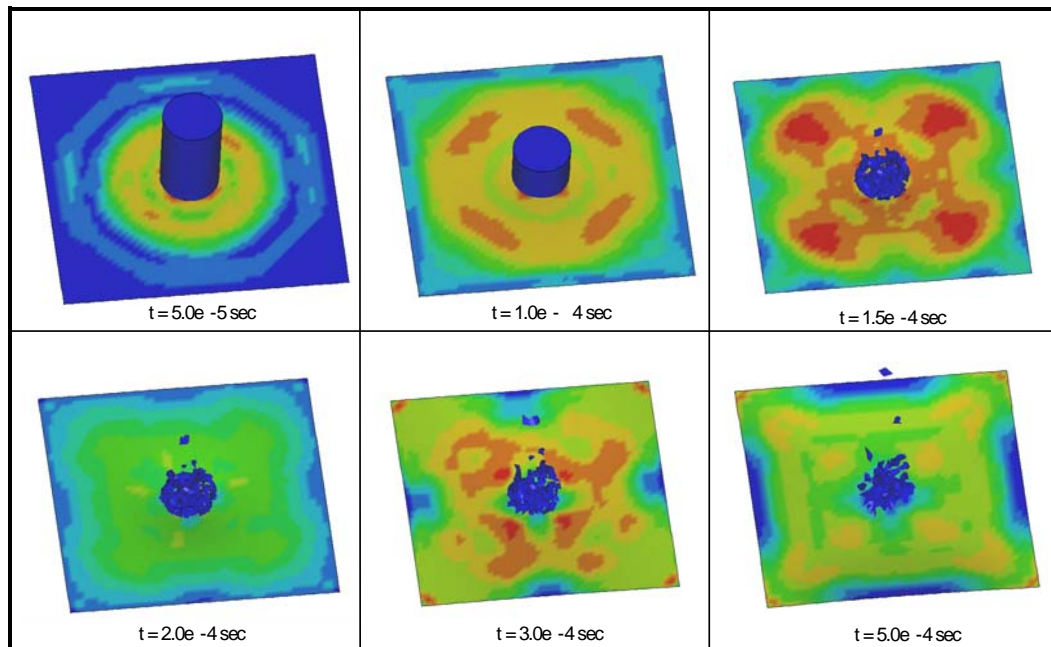 t = 5.0e -5 sec
t = 1.0e - 4 sec
t = 1.5e -4 sec
t = 2.0e -4 sec
t = 3.0e -4 sec
t = 5.0e -4 sec